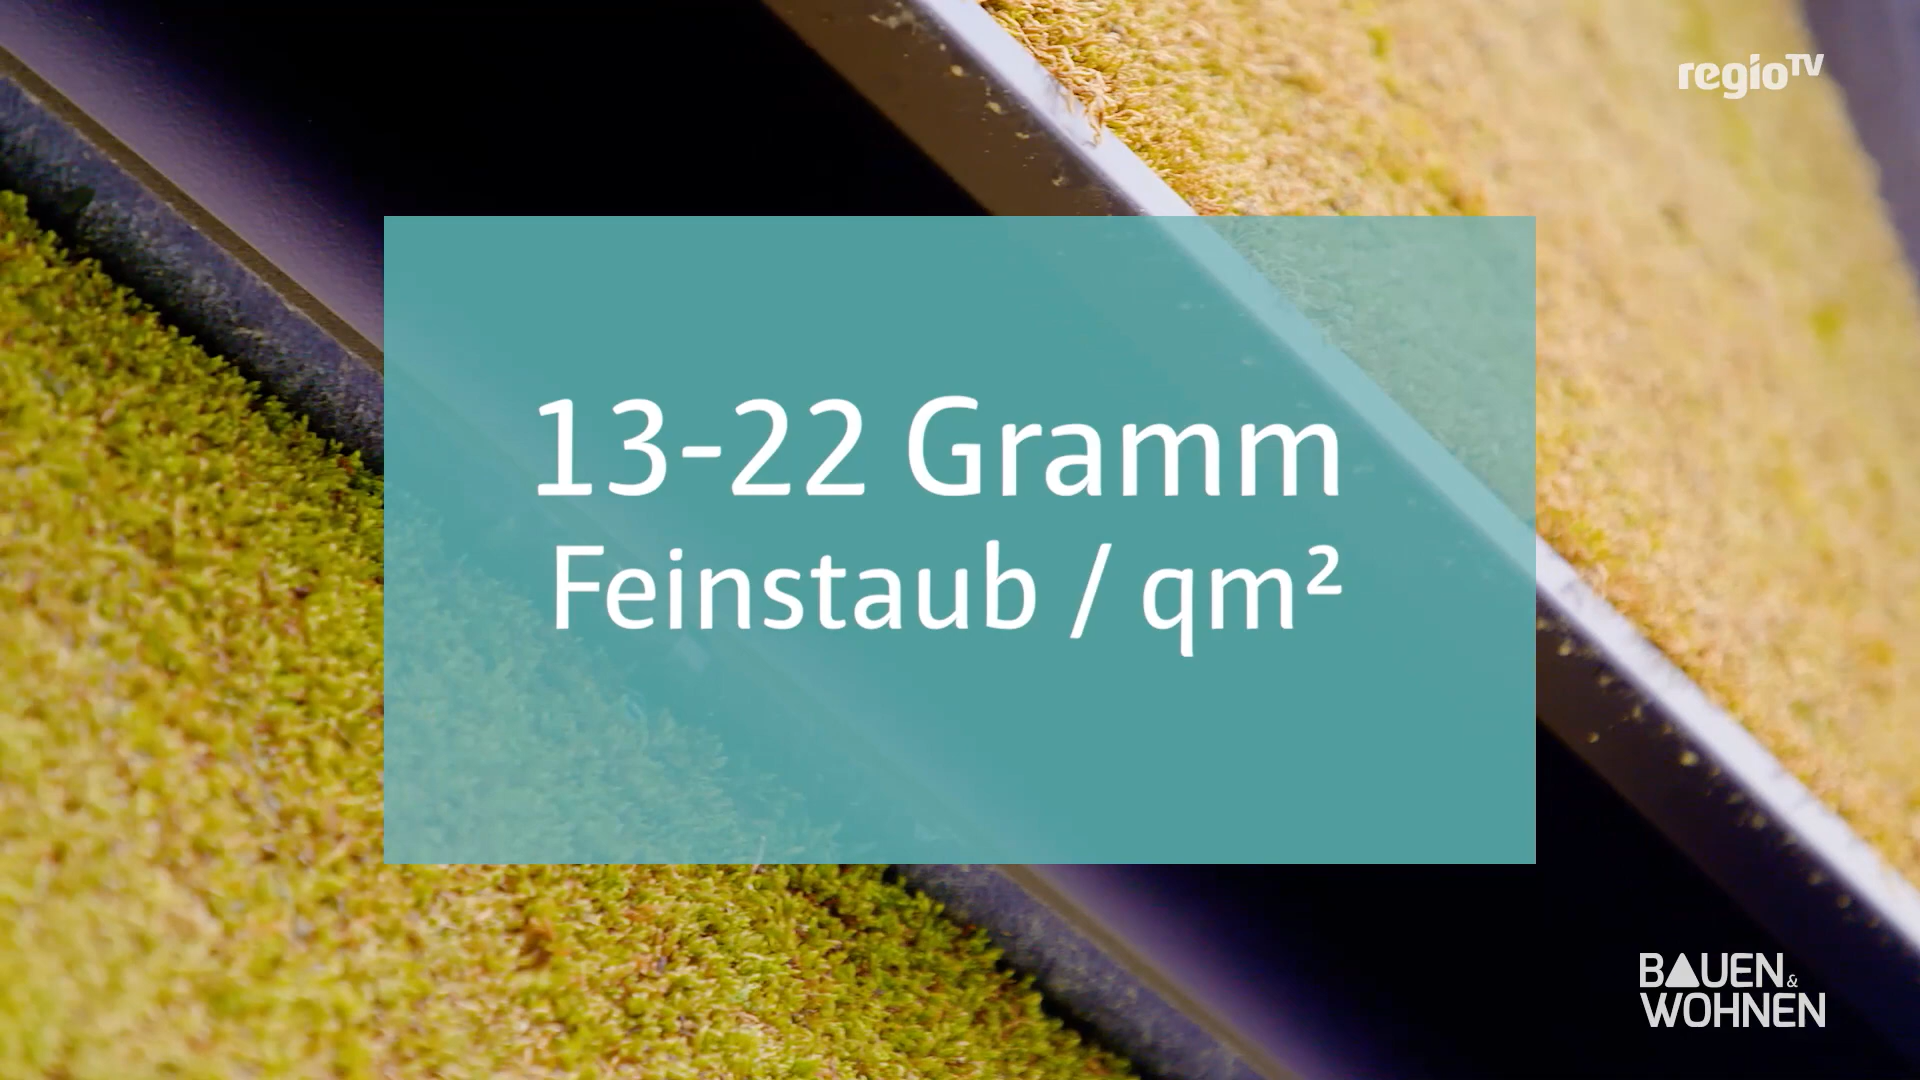 regioTV
13-22 Gramm
Feinstaub / qm²
BAUEN &
WOHNEN